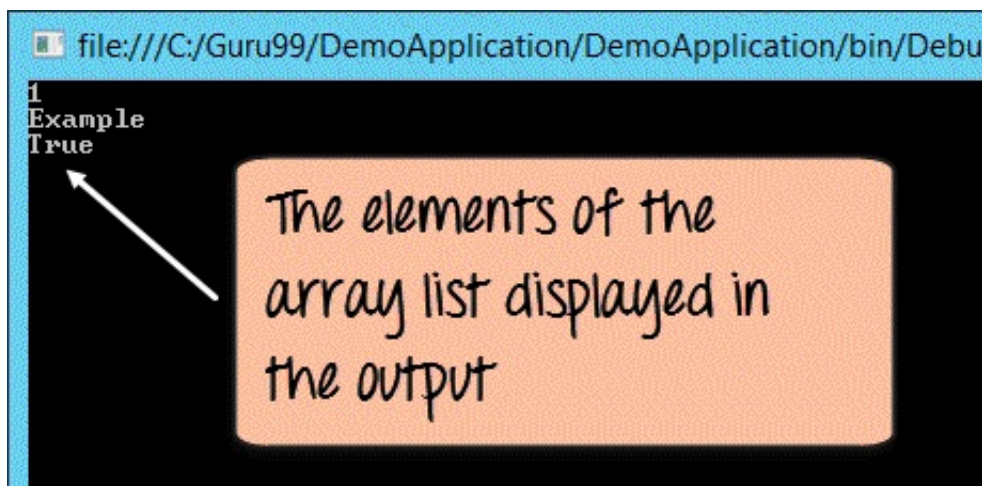 file:///C:/Guru99/DemoApplication/DemoApplication/bin/Debu
1
Example
True
The elements of the
array list displayed in
the output